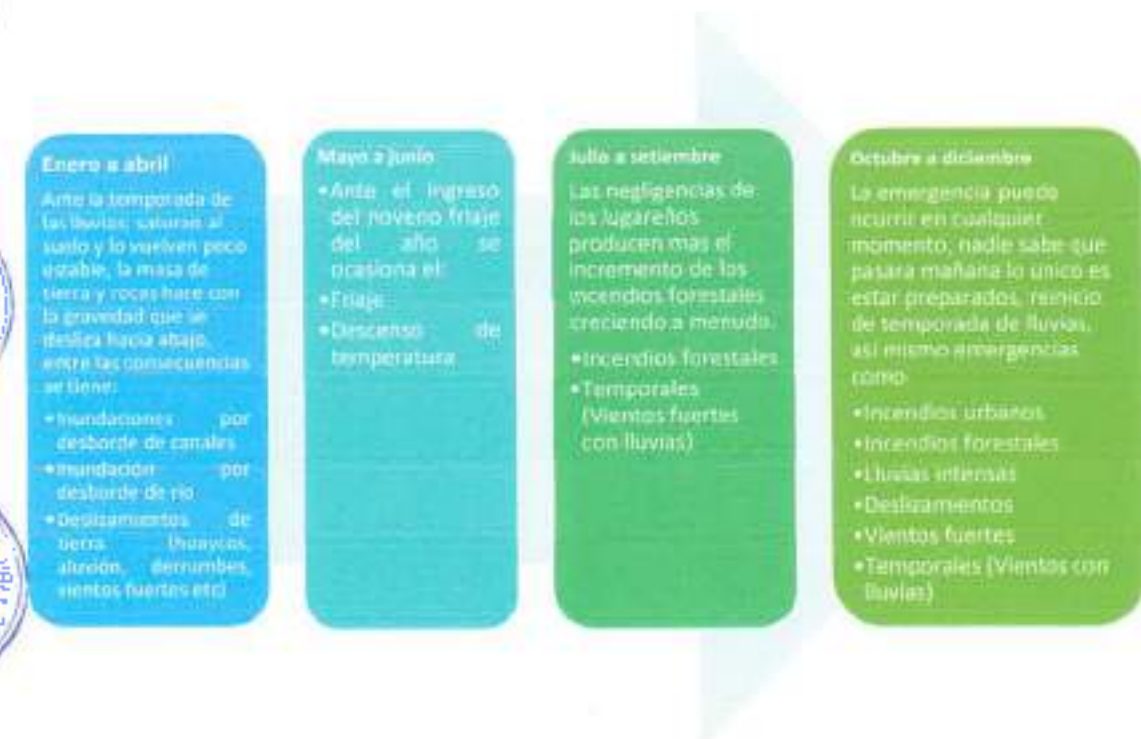 Enero a abril
Ante la temporada de
las lluvias, saturan al
suelo y lo vuelven poco
estable, la masa de
tierra y rocas hace con
la gravedad que se
desliza hacia abajo,
entre las consecuencias
se tiene:
•Inundaciones por
desborde de canales
•Inundación por
desborde de rio
•Deslizamientos de
tierra (huaycos,
aluvión, derrumbes,
vientos fuertes etc)
Mayo a junio
•Ante el ingreso
del noveno friaje
del año se
ocasiona el:
•Friaje
•Descenso de
temperatura
Julio a setiembre
Las negligencias de
los lugareños
producen mas el
incremento de los
incendios forestales
creciendo a menudo.
•Incendios forestales
•Temporales
(Vientos fuertes
con lluvias)
Octubre a diciembre
La emergencia puede
ocurrir en cualquier
momento, nadie sabe que
pasara mañana lo único es
estar preparados, reinicio
de temporada de lluvias,
así mismo emergencias
como
•Incendios urbanos
•Incendios forestales
•Lluvias intensas
•Deslizamientos
•Vientos fuertes
•Temporales (Vientos con
lluvias)